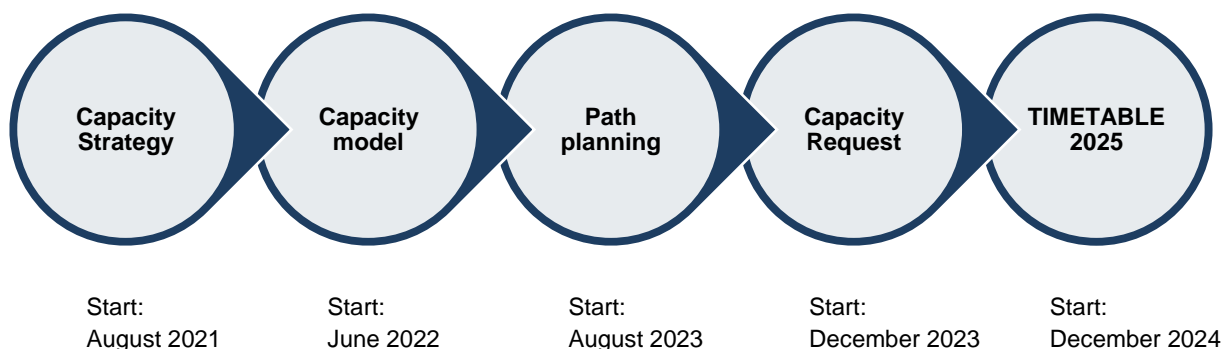 Capacity
Strategy
Capacity
model
Path
planning
Capacity
Request
TIMETABLE
2025
Start:
August 2021
Start:
June 2022
Start:
August 2023
Start:
December 2023
Start:
December 2024